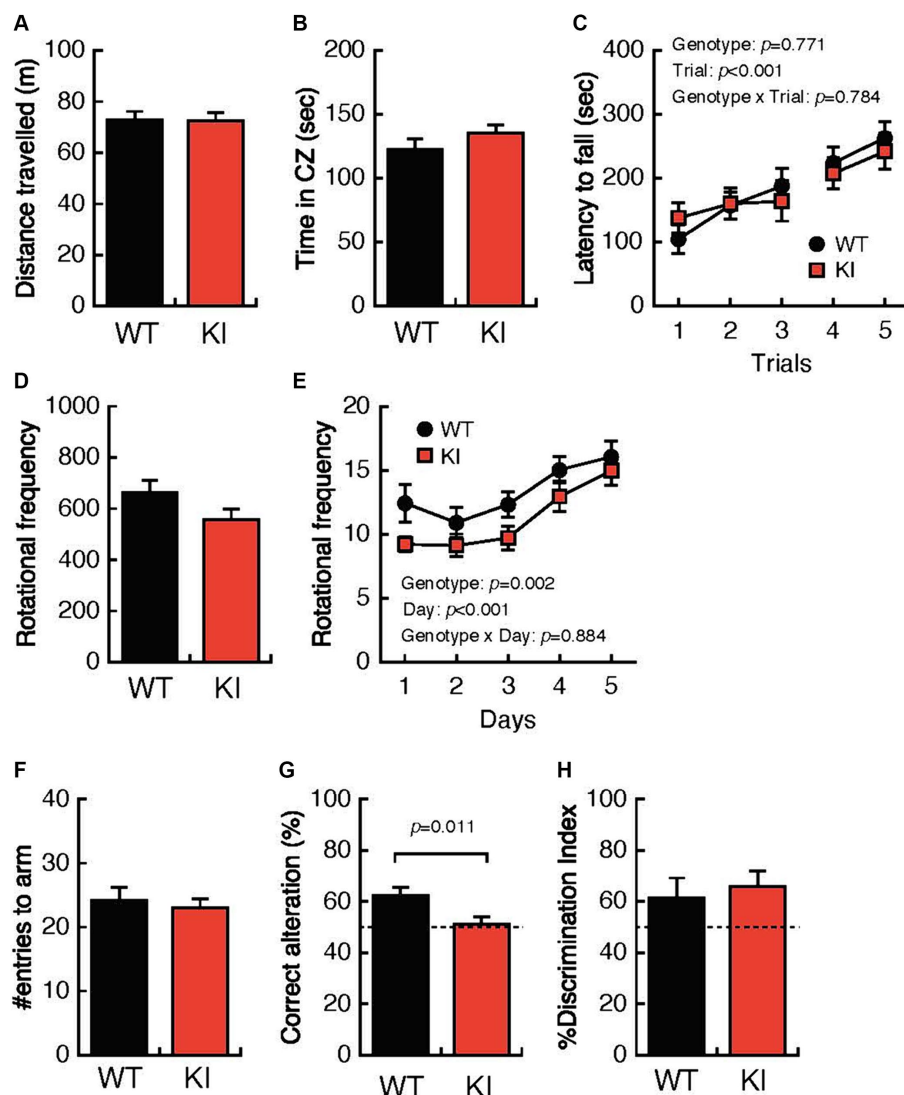 A
Distance travelled (m)
100
80
60
40
20
0
WT
KI
B
Time in CZ (sec)
200
150
100
50
0
WT
KI
C
Latency to fall (sec)
400
300
200
100
0
Genotype: p=0.771
Trial: p<0.001
Genotype x Trial: p=0.784
WT
KI
1 2 3 4 5
Trials
D
Rotational frequency
1000
800
600
400
200
0
WT
KI
E
Rotational frequency
20
15
10
5
0
WT
KI
Genotype: p=0.002
Day: p<0.001
Genotype x Day: p=0.884
1 2 3 4 5
Days
F
#entries to arm
40
30
20
10
0
WT
KI
G
Correct alteration (%)
100
80
60
40
20
0
p=0.011
WT
KI
H
%Discrimination Index
100
80
60
40
20
0
WT
KI